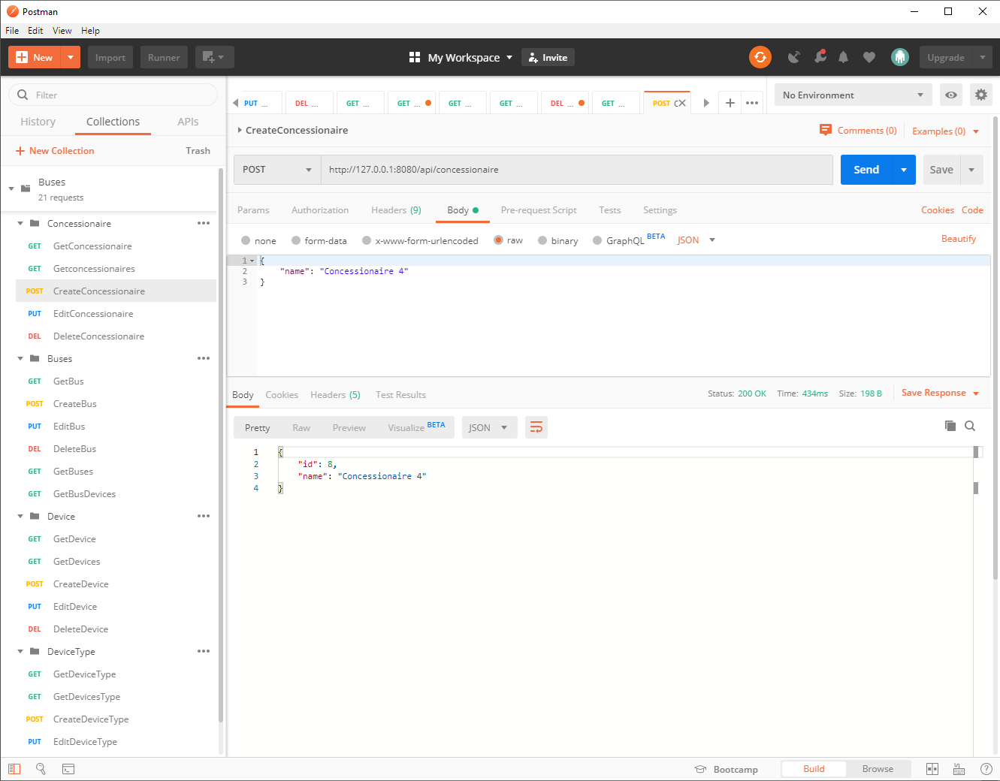 Postman
File Edit View Help
New Import Runner My Workspace Invite Upgrade
Filter
History Collections APIs
New Collection Trash
Buses
21 requests
Concessionaire
GET GetConcessionaire
GET Getconcessionaires
POST CreateConcessionaire
PUT EditConcessionaire
DEL DeleteConcessionaire
Buses
GET GetBus
POST CreateBus
PUT EditBus
DEL DeleteBus
GET GetBuses
GET GetBusDevices
Device
GET GetDevice
GET GetDevices
POST CreateDevice
PUT EditDevice
DEL DeleteDevice
DeviceType
GET GetDeviceType
GET GetDevicesType
POST CreateDeviceType
PUT EditDeviceType
PUT ... DEL ... GET ... GET ... GET ... GET ... DEL ... GET ... POST No Environment
CreateConcessionaire Comments (0) Examples (0)
POST http://127.0.0.1:8080/api/concessionaire Send Save
Params Authorization Headers (9) Body Pre-request Script Tests Settings Cookies Code
none form-data x-www-form-urlencoded raw binary GraphQL BETA JSON Beautify
1 {
2 "name": "Concessionaire 4"
3 }
Body Cookies Headers (5) Test Results Status: 200 OK Time: 434ms Size: 198 B Save Response
Pretty Raw Preview Visualize BETA JSON
1 {
2 "id": 8,
3 "name": "Concessionaire 4"
4 }
Bootcamp Build Browse